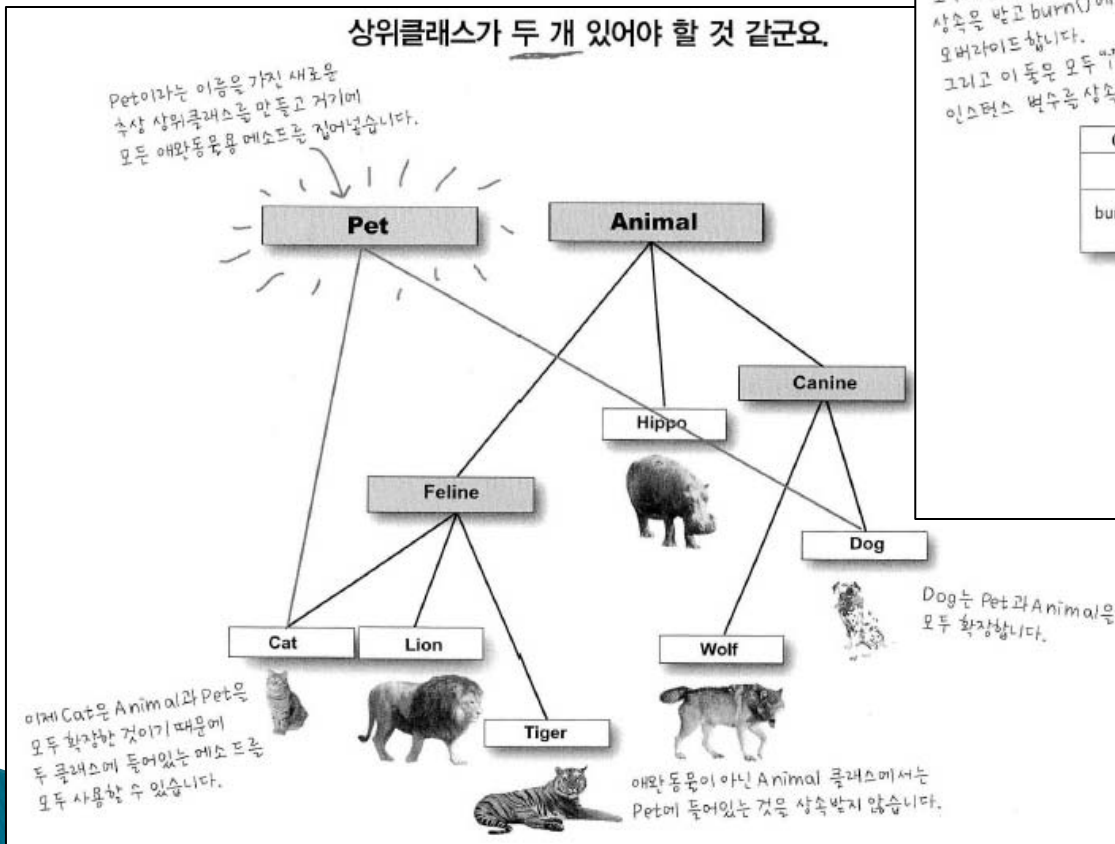 상위클래스가 두 개 있어야 할 것 같군요.
Pet이라는 이름을 가진 새로운
추상 상위클래스를 만들고 거기에
모든 애완동물용 메소드를 집어넣습니다.
상속을 받고 burn()
오버라이드합니다.
그리고 이 둘은 모두
인스턴스 변수를
Pet
Animal
Canine
Hippo
Feline
Dog
Dog는 Pet과 Animal을
모두 확장합니다.
Cat
Lion
Wolf
Tiger
이제 Cat은 Animal과 Pet을
모두 확장한 것이기 때문에
두 클래스에 들어있는 메소드를
모두 사용할 수 있습니다.
애완동물이 아닌 Animal 클래스에서는
Pet에 들어있는 것을 상속받지 않습니다.